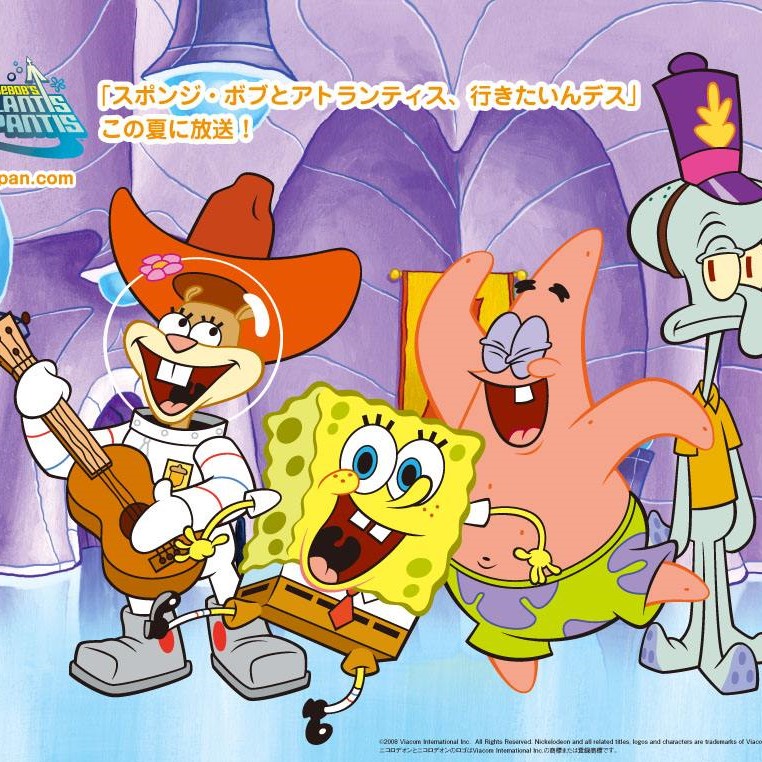 EBOB'S
LANTIS
PANTIS
pan.com
「スポンジ・ボブとアトランティス、行きたいんデス」
この夏に放送！
©2008 Viacom International Inc. All Rights Reserved. Nickelodeon and all related titles, logos and characters are trademarks of Viaco
ニコロデオンとニコロデオンのロゴはViacom International Inc.の商標または登録商標です。